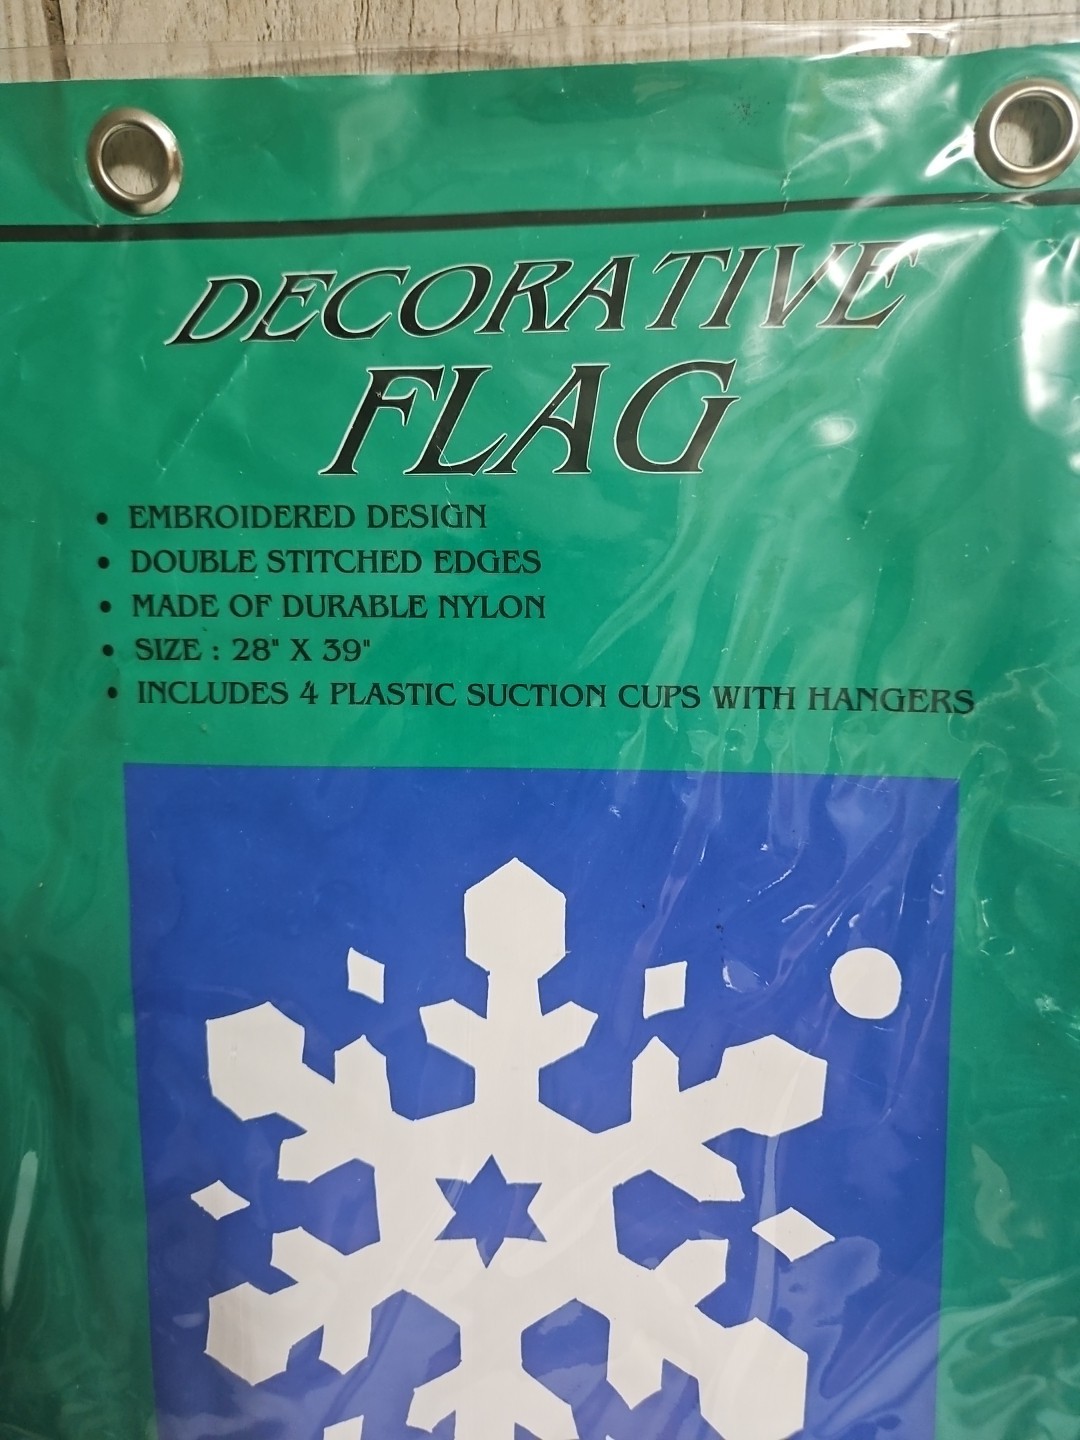 DECORATIVE
FLAG
• EMBROIDERED DESIGN
• DOUBLE STITCHED EDGES
• MADE OF DURABLE NYLON
• SIZE : 28" X 39"
• INCLUDES 4 PLASTIC SUCTION CUPS WITH HANGERS